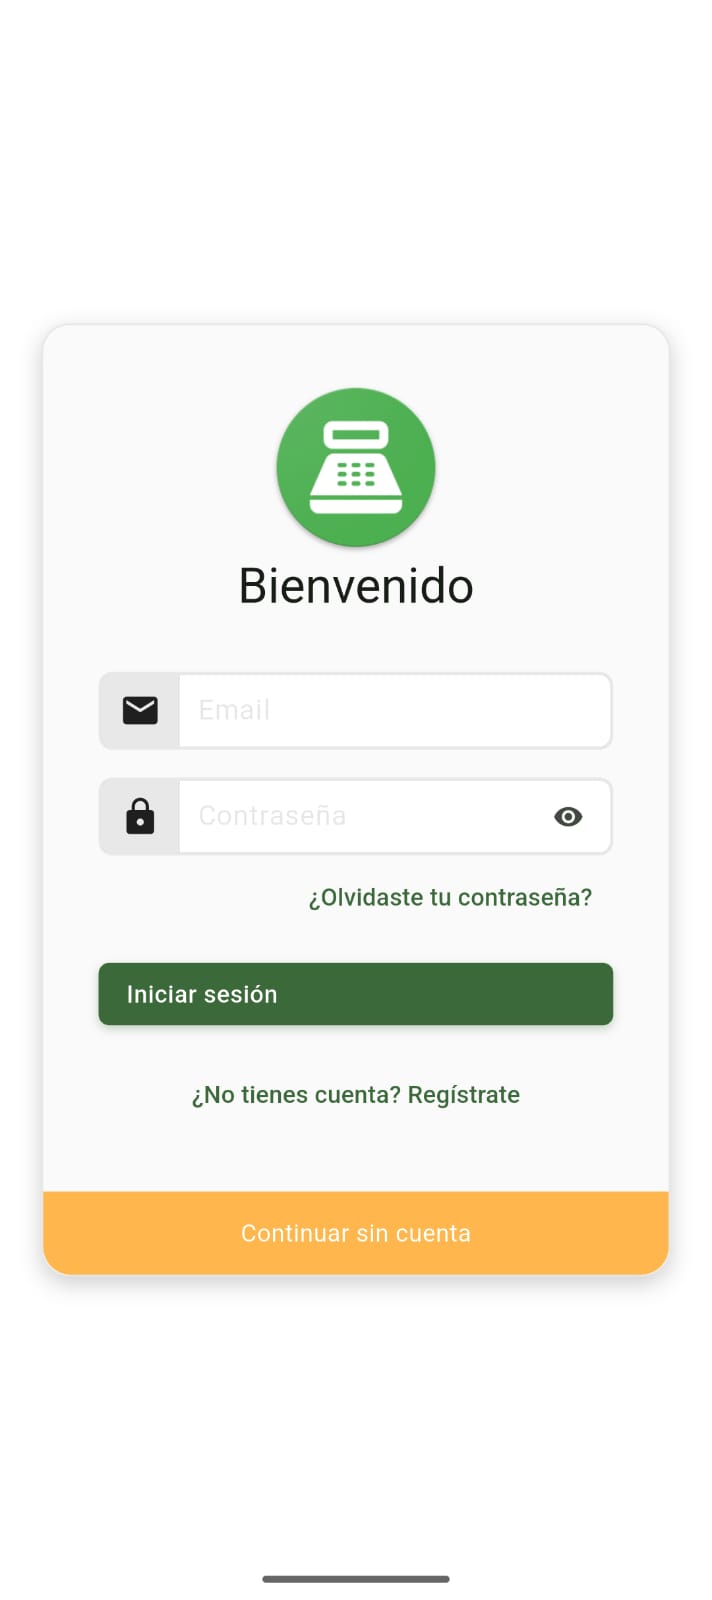 Bienvenido
Email
Contraseña
¿Olvidaste tu contraseña?
Iniciar sesión
¿No tienes cuenta? Regístrate
Continuar sin cuenta